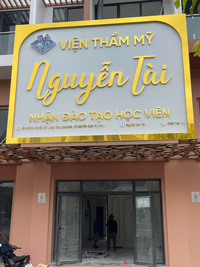 VIỆN THẨM MỸ
Nguyễn Tài
NHẬN ĐÀO TẠO HỌC VIÊN